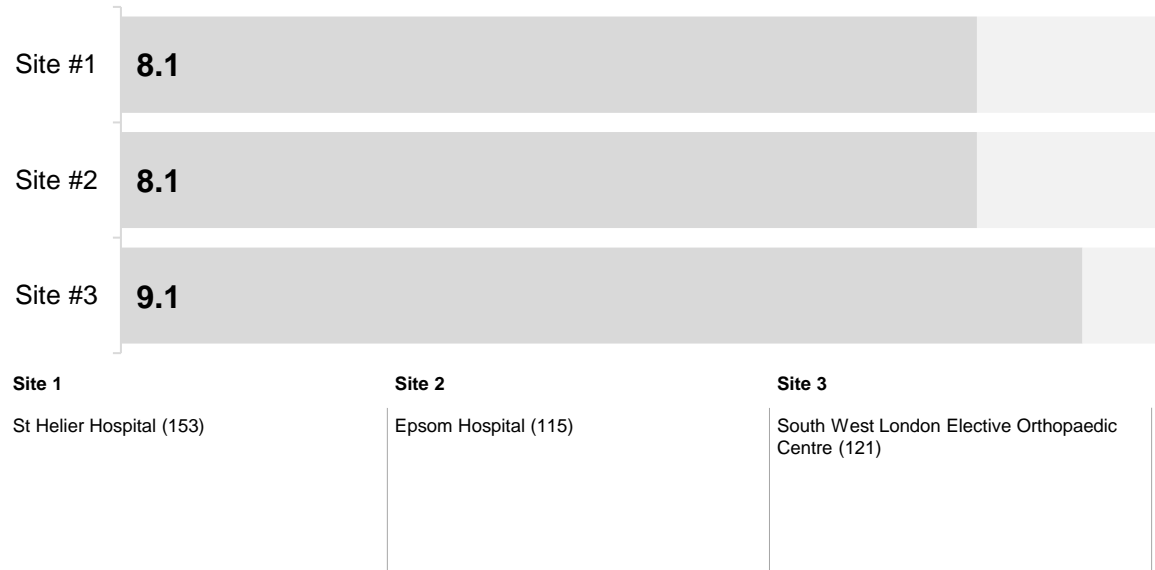 Site #1
8.1
Site #2
8.1
Site #3
9.1
Site 1
Site 2
Site 3
St Helier Hospital (153)
Epsom Hospital (115)
South West London Elective Orthopaedic
Centre (121)